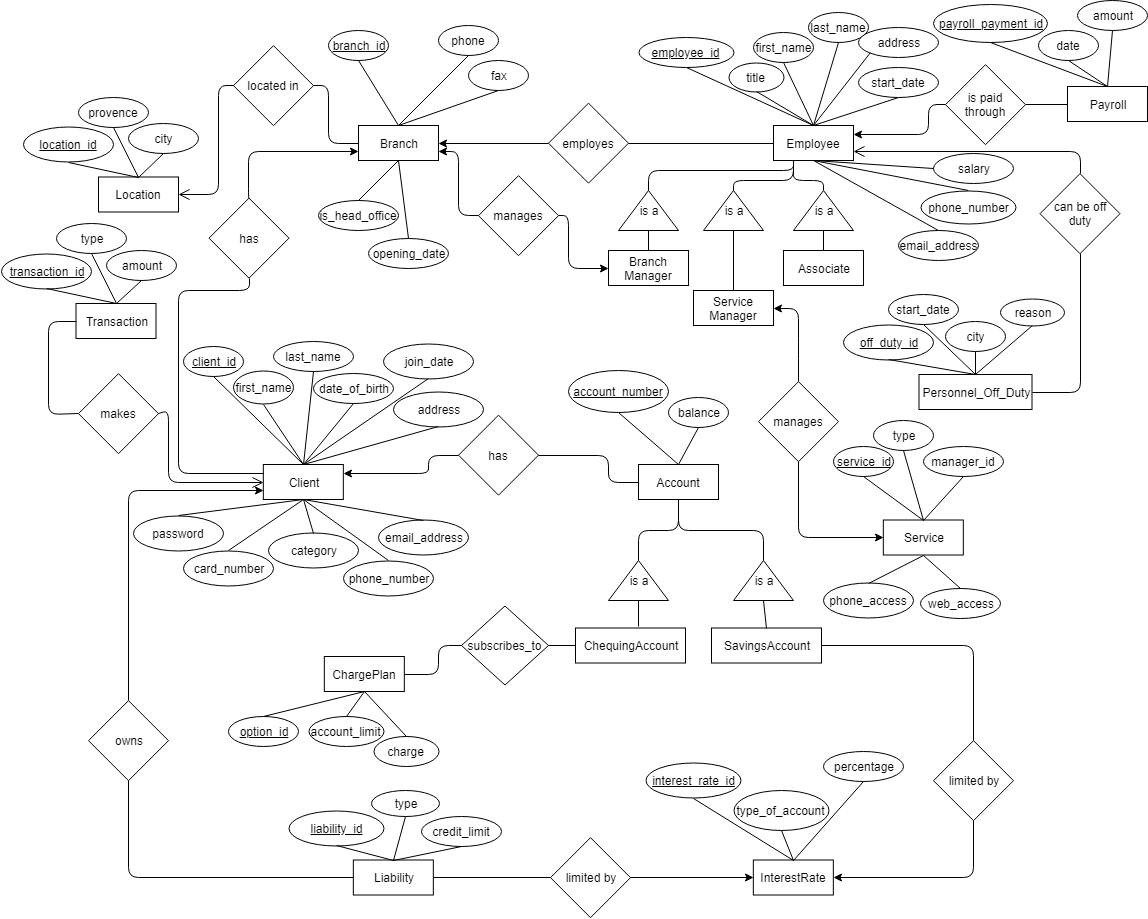 last_name
payroll_payment_id
amount
branch_id
phone
employee_id
first_name
address
date
located in
fax
title
start_date
is paid
through
Payroll
provence
location_id
city
Branch
employes
Employee
Location
salary
is_head_office
manages
is a
is a
is a
phone_number
can be off
duty
has
type
opening_date
email_address
transaction_id
amount
Branch
Manager
Associate
Transaction
Service
Manager
start_date
reason
client_id
last_name
join_date
off_duty_id
city
first_name
date_of_birth
account_number
Personnel_Off_Duty
makes
address
balance
manages
type
has
service_id
manager_id
Client
Account
password
category
email_address
Service
card_number
phone_number
is a
is a
phone_access
web_access
subscribes_to
ChequingAccount
SavingsAccount
ChargePlan
option_id
account_limit
charge
owns
percentage
interest_rate_id
limited by
type
type_of_account
liability_id
credit_limit
Liability
limited by
InterestRate